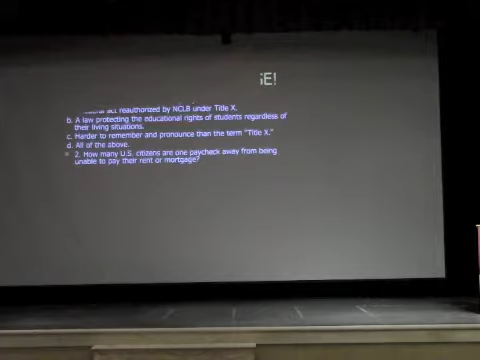 GE!
act reauthorized by NCLB under Title X.
b. A law protecting the educational rights of students regardless of
their living situations.
c. Harder to remember and pronounce than the term "Title X."
d. All of the above.
2. How many U.S. citizens are one paycheck away from being
unable to pay their rent or mortgage?